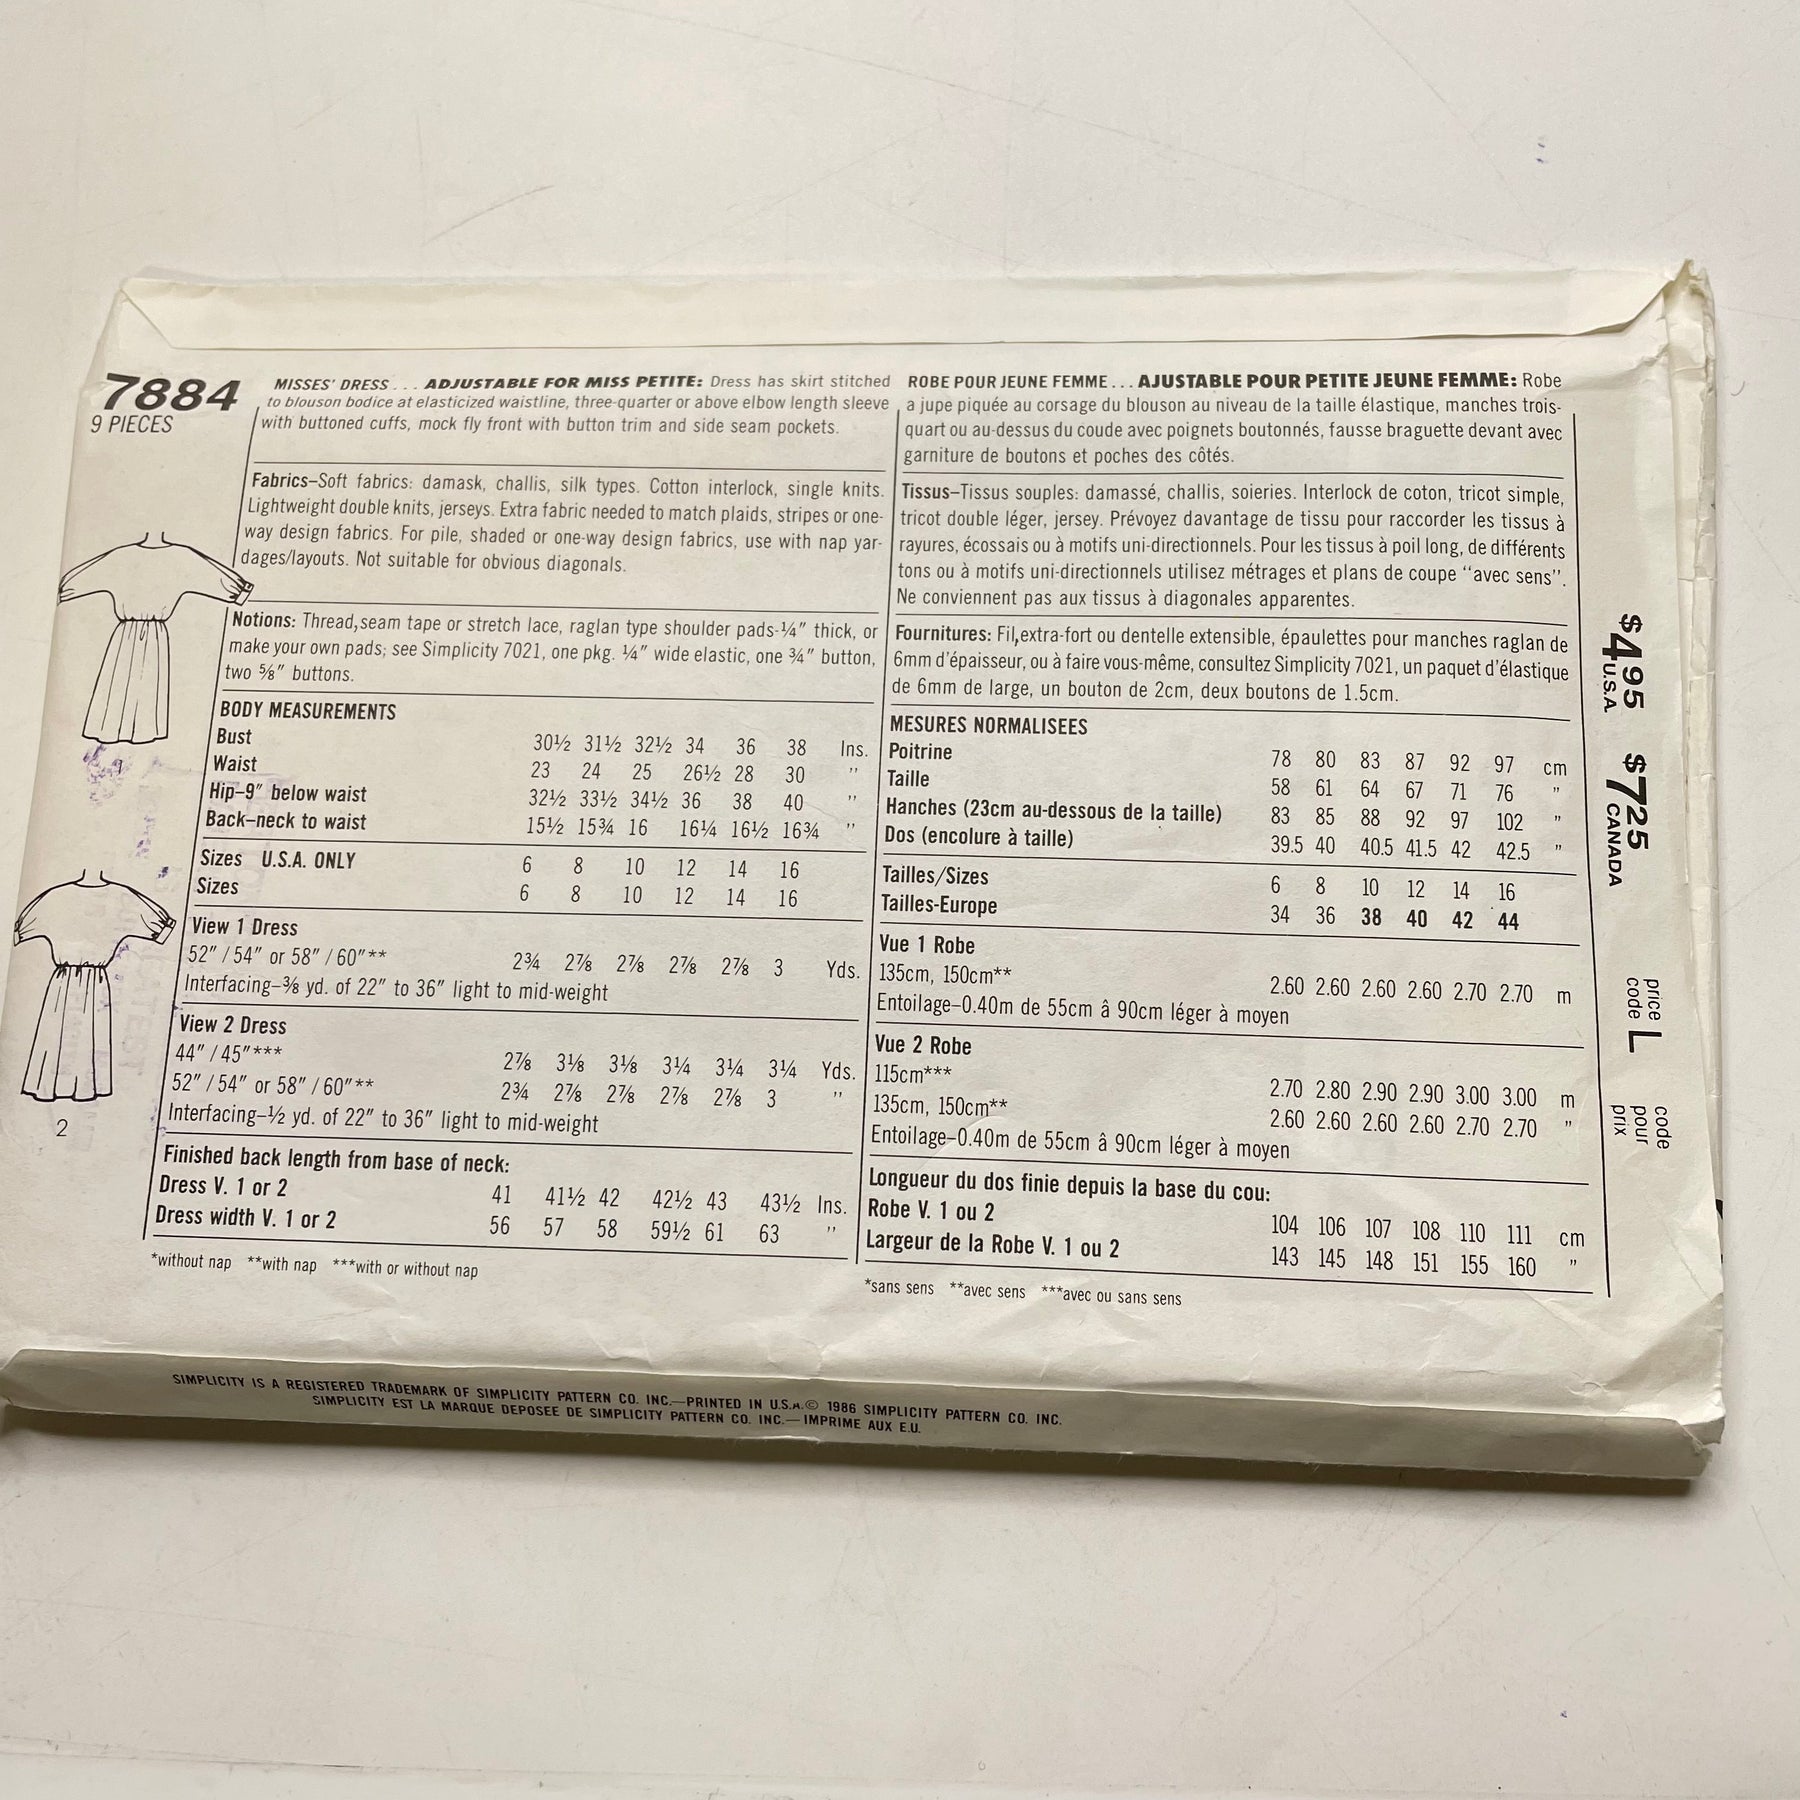 7884
9 PIECES
MISSES' DRESS . . . ADJUSTABLE FOR MISS PETITE: Dress has skirt stitched
to blouson bodice at elasticized waistline, three-quarter or above elbow length sleeve
with buttoned cuffs, mock fly front with button trim and side seam pockets.
Fabrics–Soft fabrics: damask, challis, silk types. Cotton interlock, single knits.
Lightweight double knits, jerseys. Extra fabric needed to match plaids, stripes or one-
way design fabrics. For pile, shaded or one-way design fabrics, use with nap yar-
dages/layouts. Not suitable for obvious diagonals.
Notions: Thread, seam tape or stretch lace, raglan type shoulder pads-¼" thick, or
make your own pads; see Simplicity 7021, one pkg. ¼" wide elastic, one ¾" button,
two ⅝" buttons.
BODY MEASUREMENTS
Bust 30½ 31½ 32½ 34 36 38 Ins.
Waist 23 24 25 26½ 28 30 "
Hip–9" below waist 32½ 33½ 34½ 36 38 40 "
Back–neck to waist 15½ 15¾ 16 16¼ 16½ 16¾ "
Sizes U.S.A. ONLY 6 8 10 12 14 16
Sizes 6 8 10 12 14 16
View 1 Dress
52" / 54" or 58" / 60"** 2¾ 2⅞ 2⅞ 2⅞ 2⅞ 3 Yds.
Interfacing–⅜ yd. of 22" to 36" light to mid-weight
View 2 Dress
44" / 45"*** 2⅞ 3⅛ 3⅛ 3¼ 3¼ 3¼ Yds.
52" / 54" or 58" / 60"** 2¾ 2⅞ 2⅞ 2⅞ 2⅞ 3 "
Interfacing–½ yd. of 22" to 36" light to mid-weight
Finished back length from base of neck:
Dress V. 1 or 2 41 41½ 42 42½ 43 43½ Ins.
Dress width V. 1 or 2 56 57 58 59½ 61 63 "
*without nap **with nap ***with or without nap
2
ROBE POUR JEUNE FEMME . . . AJUSTABLE POUR PETITE JEUNE FEMME: Robe
a jupe piquée au corsage du blouson au niveau de la taille élastique, manches trois-
quart ou au-dessus du coude avec poignets boutonnés, fausse braguette devant avec
garniture de boutons et poches des côtés.
Tissus–Tissus souples: damassé, challis, soieries. Interlock de coton, tricot simple,
tricot double léger, jersey. Prévoyez davantage de tissu pour raccorder les tissus à
rayures, écossais ou à motifs uni-directionnels. Pour les tissus à poil long, de différents
tons ou à motifs uni-directionnels utilisez métrages et plans de coupe "avec sens".
Ne conviennent pas aux tissus à diagonales apparentes.
Fournitures: Fil, extra-fort ou dentelle extensible, épaulettes pour manches raglan de
6mm d'épaisseur, ou à faire vous-même, consultez Simplicity 7021, un paquet d'élastique
de 6mm de large, un bouton de 2cm, deux boutons de 1.5cm.
MESURES NORMALISEES
Poitrine 78 80 83 87 92 97 cm
Taille 58 61 64 67 71 76 "
Hanches (23cm au-dessous de la taille) 83 85 88 92 97 102 "
Dos (encolure à taille) 39.5 40 40.5 41.5 42 42.5 "
Tailles/Sizes 6 8 10 12 14 16
Tailles-Europe 34 36 38 40 42 44
Vue 1 Robe
135cm, 150cm** 2.60 2.60 2.60 2.60 2.70 2.70 m
Entoilage–0.40m de 55cm â 90cm léger à moyen
Vue 2 Robe
115cm*** 2.70 2.80 2.90 2.90 3.00 3.00 m
135cm, 150cm** 2.60 2.60 2.60 2.60 2.70 2.70 "
Entoilage–0.40m de 55cm â 90cm léger à moyen
Longueur du dos finie depuis la base du cou:
Robe V. 1 ou 2 104 106 107 108 110 111 cm
Largeur de la Robe V. 1 ou 2 143 145 148 151 155 160 "
*sans sens **avec sens ***avec ou sans sens
$4.95 U.S.A. $7.25 CANADA
price code L code pour prix
SIMPLICITY IS A REGISTERED TRADEMARK OF SIMPLICITY PATTERN CO. INC.—PRINTED IN U.S.A.© 1986 SIMPLICITY PATTERN CO. INC.
SIMPLICITY EST LA MARQUE DEPOSEE DE SIMPLICITY PATTERN CO. INC.—IMPRIME AUX E.U.